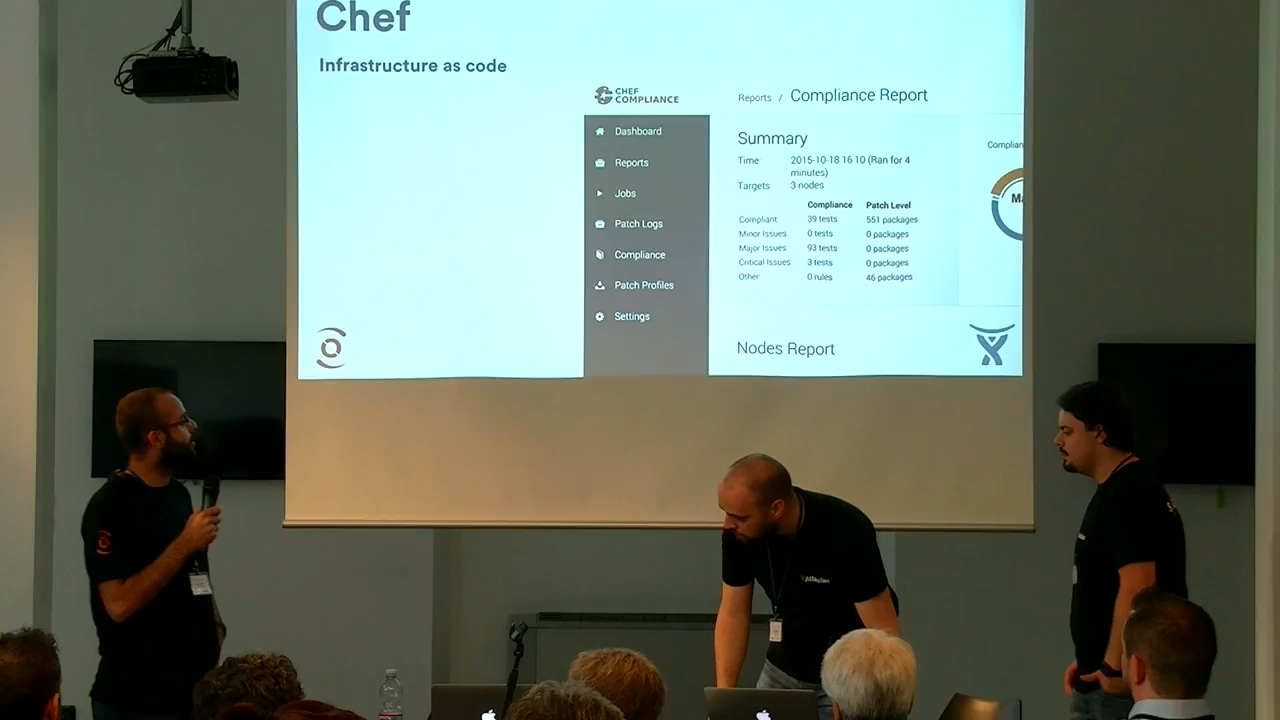 Chef
Infrastructure as code
CHEF
COMPLIANCE
Reports / Compliance Report
Dashboard
Reports
Jobs
Patch Logs
Compliance
Patch Profiles
Settings
Summary
Time: 2015-10-18 16:10 (Ran for 4
minutes)
Targets: 3 nodes
Compliance Patch Level
Compliant: 39 tests 551 packages
Minor Issues: 0 tests 0 packages
Major Issues: 93 tests 0 packages
Critical Issues: 3 tests 0 packages
Other: 0 rules 46 packages
Complian
Ma
Nodes Report
Atlassian